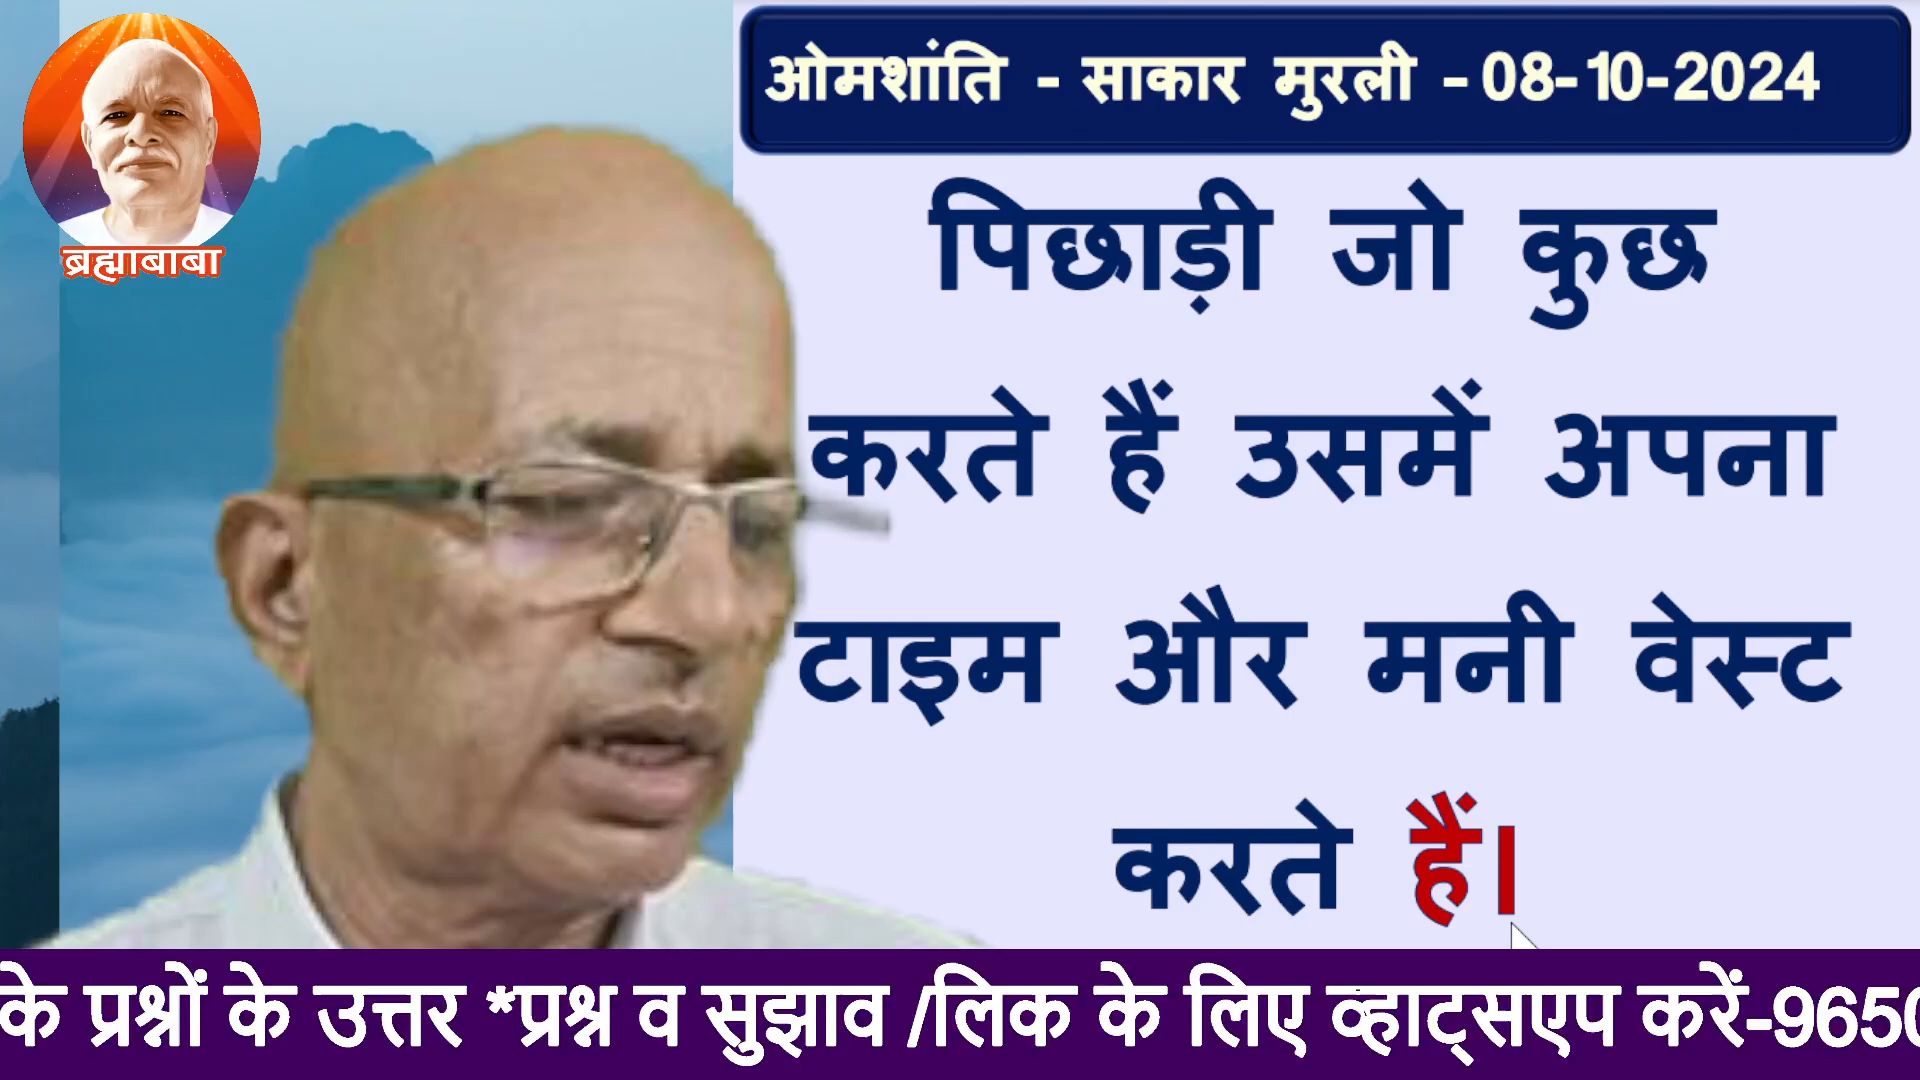 ओमशांति - साकार मुरली - 08-10-2024
ब्रह्माबाबा
पिछाड़ी जो कुछ
करते हैं उसमें अपना
टाइम और मनी वेस्ट
करते हैं।
के प्रश्नों के उत्तर *प्रश्न व सुझाव /लिक के लिए व्हाट्सएप करें-9650